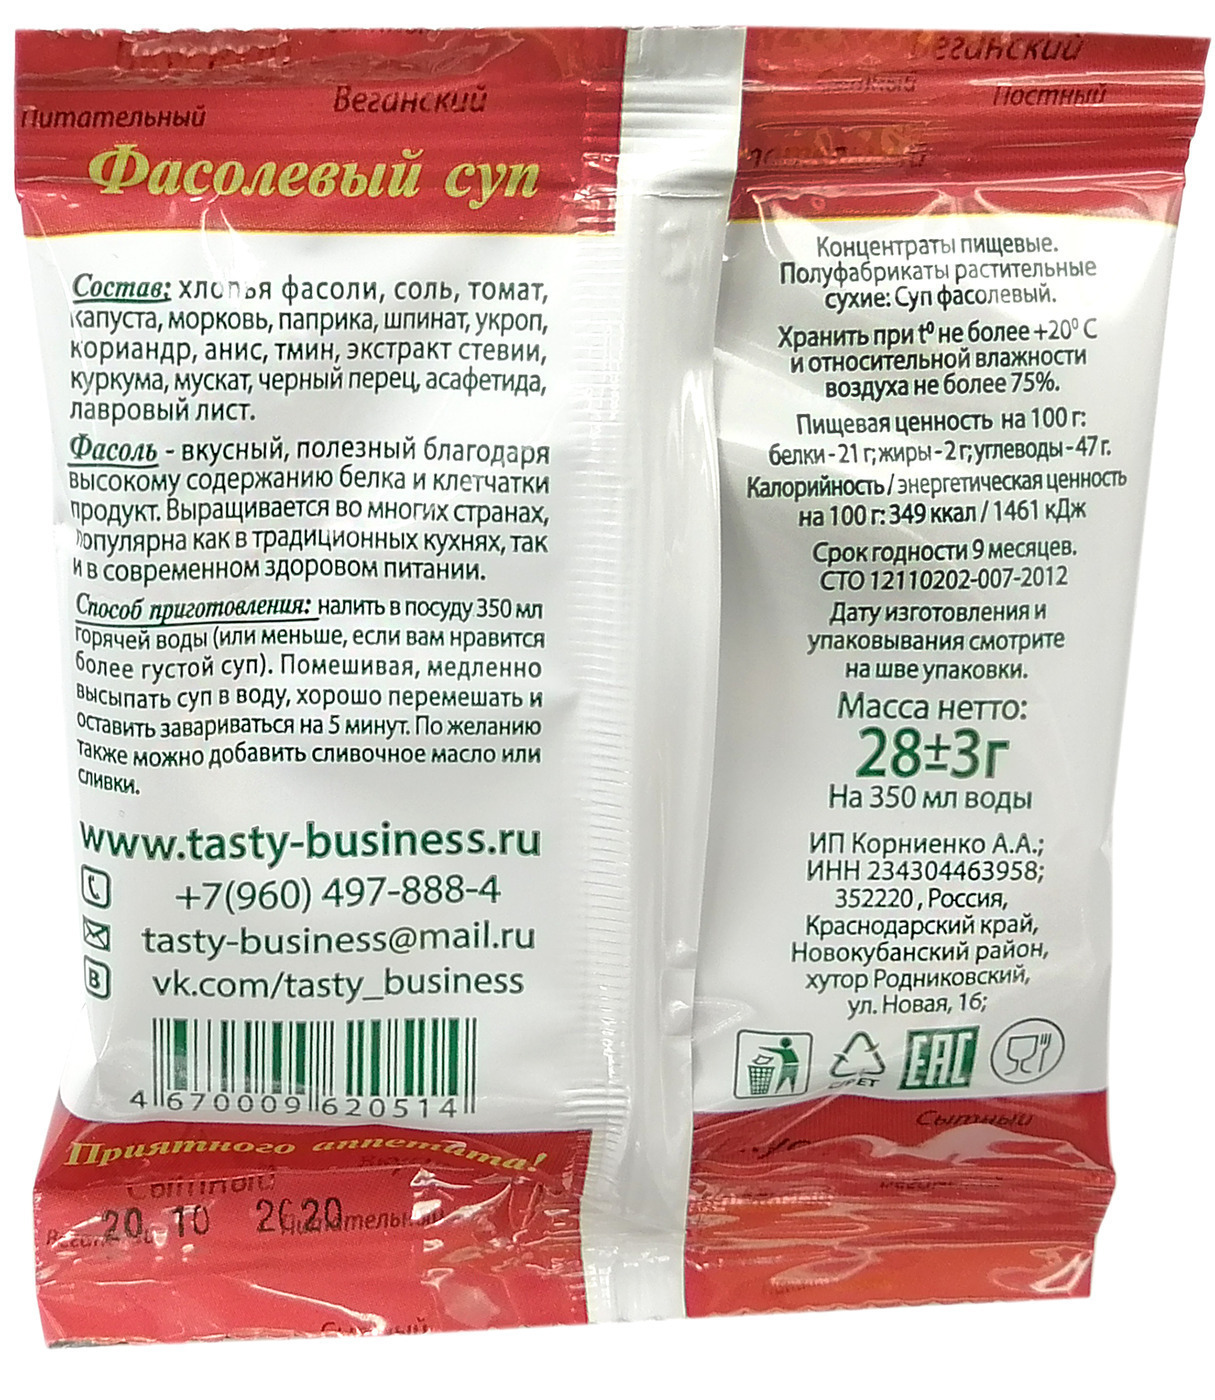 Веганский
Питательный
Фасолевый суп
Состав: хлопья фасоли, соль, томат,
капуста, морковь, паприка, шпинат, укроп,
кориандр, анис, тмин, экстракт стевии,
куркума, мускат, черный перец, асафетида,
лавровый лист.
Фасоль - вкусный, полезный благодаря
высокому содержанию белка и клетчатки
продукт. Выращивается во многих странах,
популярна как в традиционных кухнях, так
и в современном здоровом питании.
Способ приготовления: налить в посуду 350 мл
горячей воды (или меньше, если вам нравится
более густой суп). Помешивая, медленно
высыпать суп в воду, хорошо перемешать и
оставить завариваться на 5 минут. По желанию
также можно добавить сливочное масло или
сливки.
www.tasty-business.ru
+7(960) 497-888-4
tasty-business@mail.ru
B vk.com/tasty_business
4 670009 620514
Приятного аппетита!
Сытный
20 10 2020
Питательный
Веганский
Постный
Концентраты пищевые.
Полуфабрикаты растительные
сухие: Суп фасолевый.
Хранить при t⁰ не более +20⁰ С
и относительной влажности
воздуха не более 75%.
Пищевая ценность на 100 г:
белки - 21 г; жиры - 2 г; углеводы - 47 г.
Калорийность / энергетическая ценность
на 100 г: 349 ккал / 1461 кДж
Срок годности 9 месяцев.
СТО 12110202-007-2012
Дату изготовления и
упаковывания смотрите
на шве упаковки.
Масса нетто:
28±3г
На 350 мл воды
ИП Корниенко А.А.;
ИНН 234304463958;
352220 , Россия,
Краснодарский край,
Новокубанский район,
хутор Родниковский,
ул. Новая, 16;
C/PET
EAC
Сытный